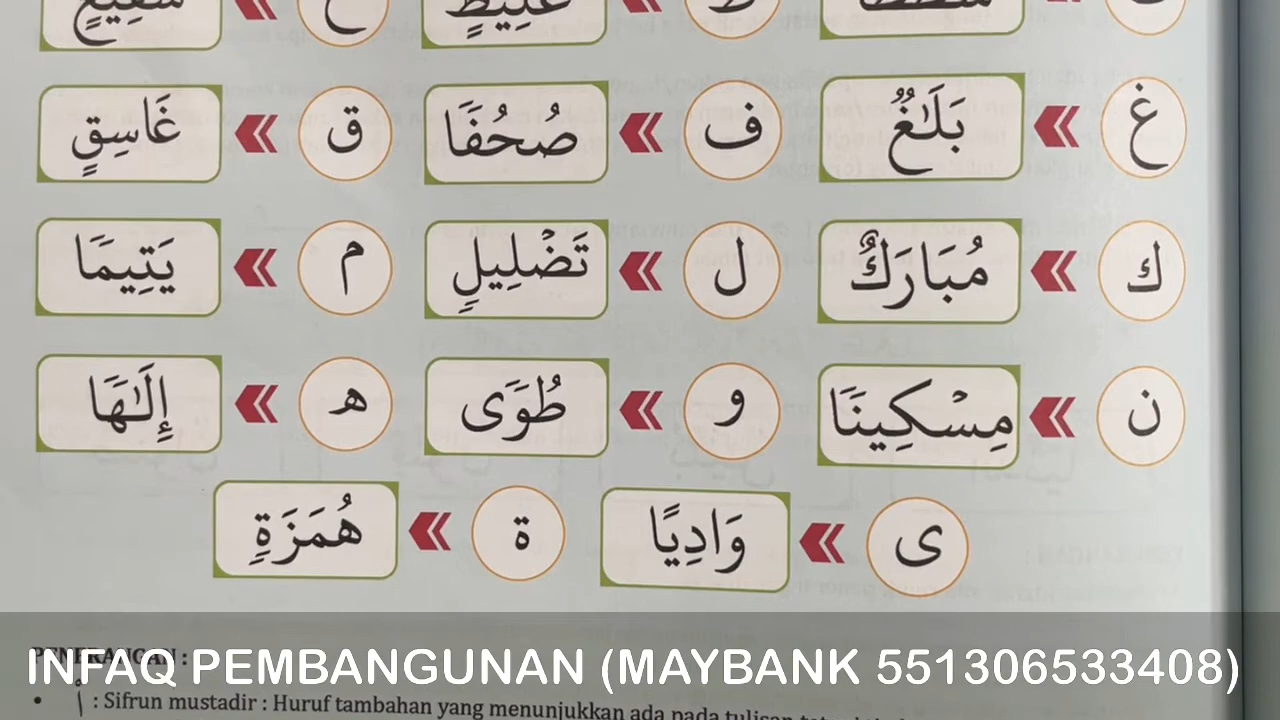 غ بَلَٰغٌ ف صُحُفًا ق غَاسِقٍ
ك مُبَارَكٌ ل تَضْلِيلٍ م يَتِيمًا
ن مِسْكِينًا و طُوًى ه إِلَٰهًا
ى وَادِيًا ة هُمَزَةٍ
PENERANGAN :
INFAQ PEMBANGUNAN (MAYBANK 551306533408)
• أ : Sifrun mustadir : Huruf tambahan yang menunjukkan ada pada tulisan